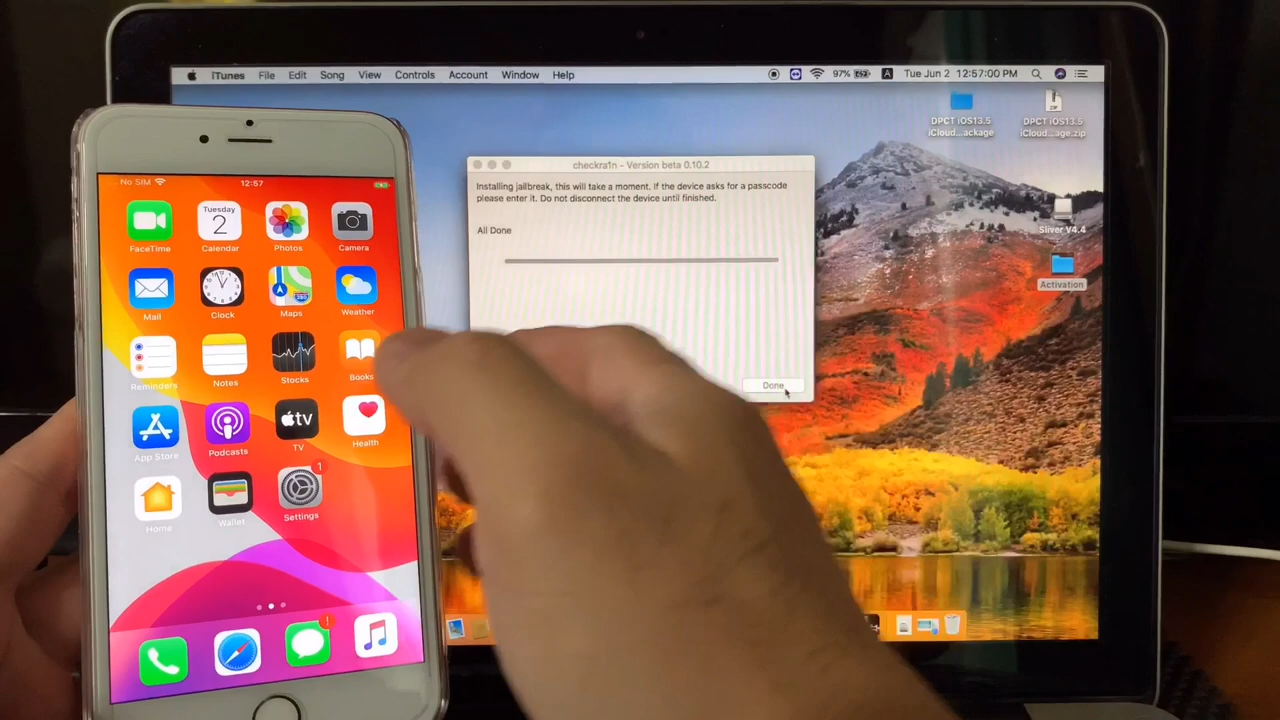 iTunes File Edit Song View Controls Account Window Help 97% A Tue Jun 2 12:57:00 PM
DPCT iOS13.5
iCloud...ackage
DPCT iOS13.5
iCloud...age.zip
ZIP
Sliver V4.4
Activation
checkra1n - Version beta 0.10.2
Installing jailbreak, this will take a moment. If the device asks for a passcode
please enter it. Do not disconnect the device until finished.
All Done
Done
No SIM 12:57
Tuesday
2
FaceTime Calendar Photos Camera
280
Mail Clock Maps Weather
Reminders Notes Stocks Books
tv
App Store Podcasts TV Health
1
Home Wallet Settings
!